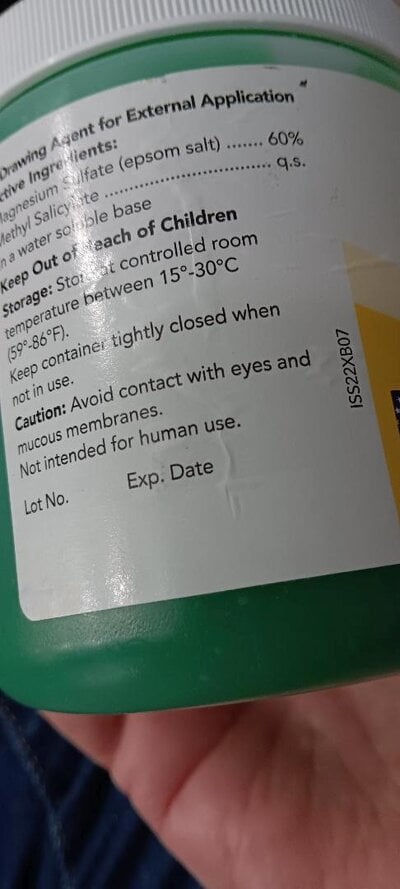 Drawing Agent for External Application
Active Ingredients:
Magnesium Sulfate (epsom salt) ....... 60%
Methyl Salicylate ............................... q.s.
In a water soluble base
Keep Out of Reach of Children
Storage: Store at controlled room
temperature between 15°-30°C
(59°-86°F).
Keep container tightly closed when
not in use.
Caution: Avoid contact with eyes and
mucous membranes.
Not intended for human use.
Lot No. Exp. Date
ISS22XB07